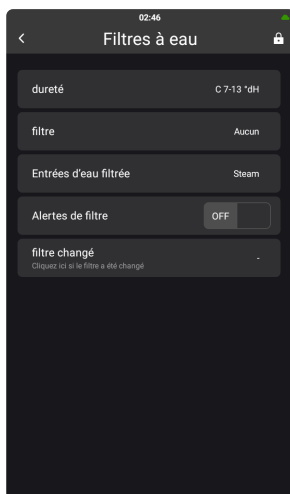 02:46
Filtres à eau
dureté
C 7-13 °dH
filtre
Aucun
Entrées d'eau filtrée
Steam
Alertes de filtre
OFF
filtre changé
-
Cliquez ici si le filtre a été changé